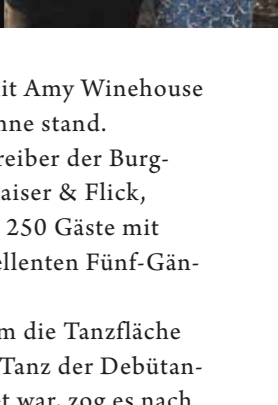 it Amy Winehouse
nne stand.
reiber der Burg-
aiser & Flick,
250 Gäste mit
ellenten Fünf-Gän-
m die Tanzfläche
Tanz der Debütan-
et war, zog es nach